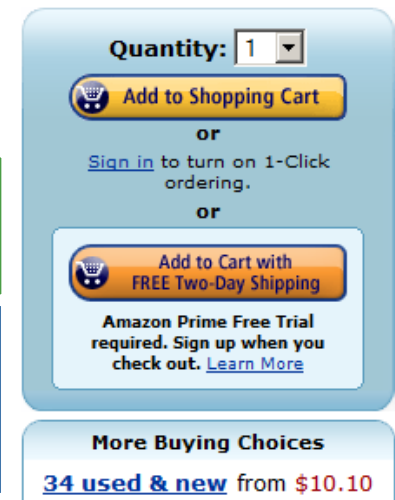 Quantity: 1
Add to Shopping Cart
or
Sign in to turn on 1-Click
ordering.
or
Add to Cart with
FREE Two-Day Shipping
Amazon Prime Free Trial
required. Sign up when you
check out. Learn More
More Buying Choices
34 used & new from $10.10